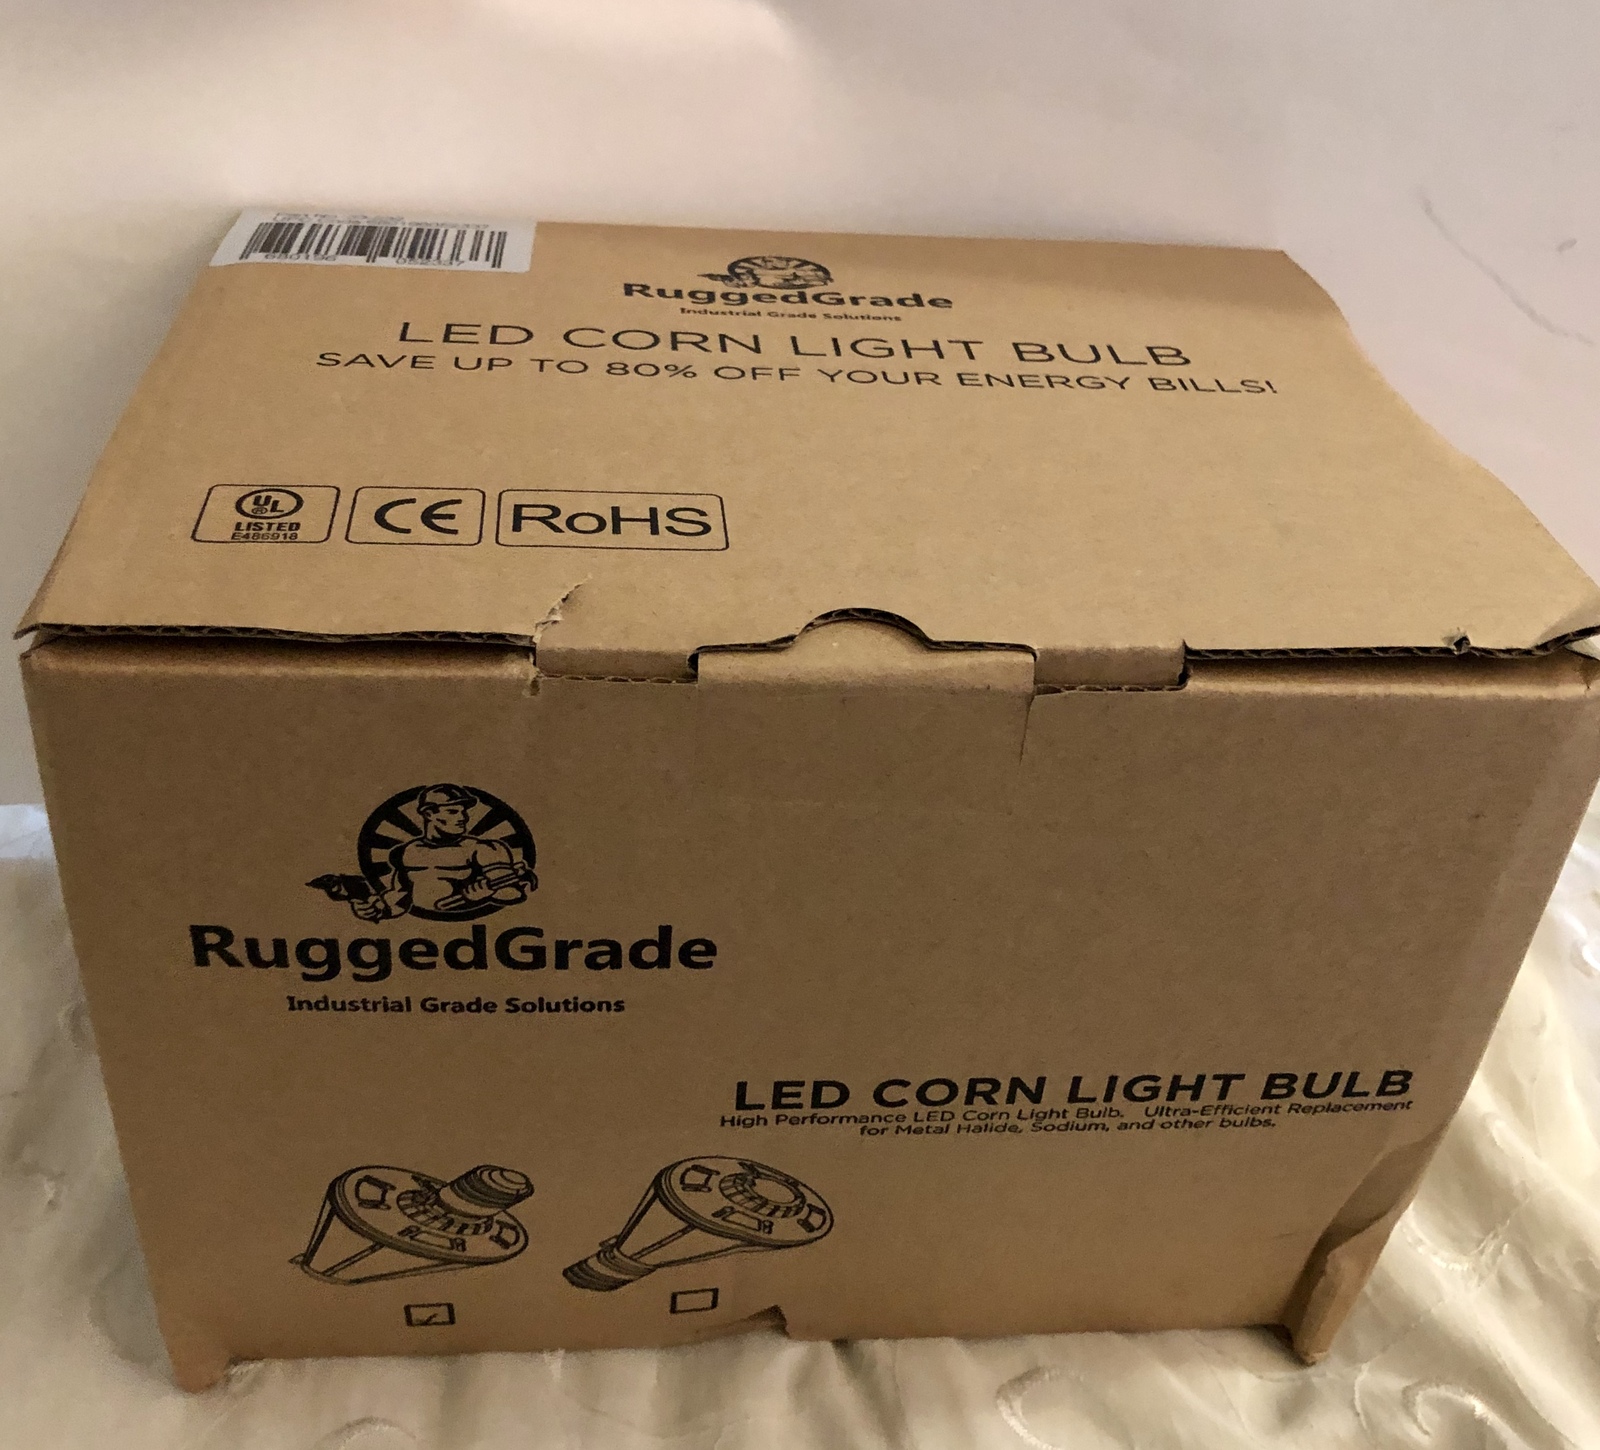 680196 052337
RuggedGrade
Industrial Grade Solutions
LED CORN LIGHT BULB
SAVE UP TO 80% OFF YOUR ENERGY BILLS!
UL
LISTED
E486918
CE
RoHS
RuggedGrade
Industrial Grade Solutions
LED CORN LIGHT BULB
High Performance LED Corn Light Bulb. Ultra-Efficient Replacement
for Metal Halide, Sodium, and other bulbs.